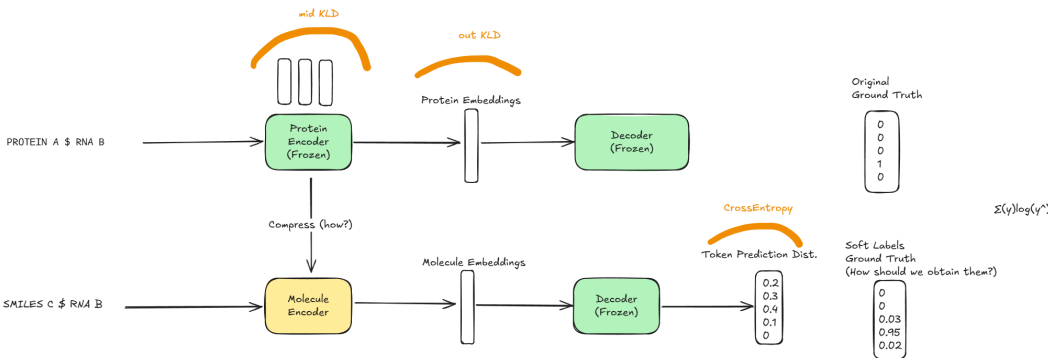 mid KLD
out KLD
Protein Embeddings
Original
Ground Truth
0
0
0
1
0
PROTEIN A $ RNA B
Protein
Encoder
(Frozen)
Decoder
(Frozen)
Compress (how?)
CrossEntropy
Σ(y)log(y^)
Token Prediction Dist.
Soft Labels
Ground Truth
(How should we obtain them?)
Molecule Embeddings
SMILES C $ RNA B
Molecule
Encoder
Decoder
(Frozen)
0.2
0.3
0.4
0.1
0
0
0
0.03
0.95
0.02